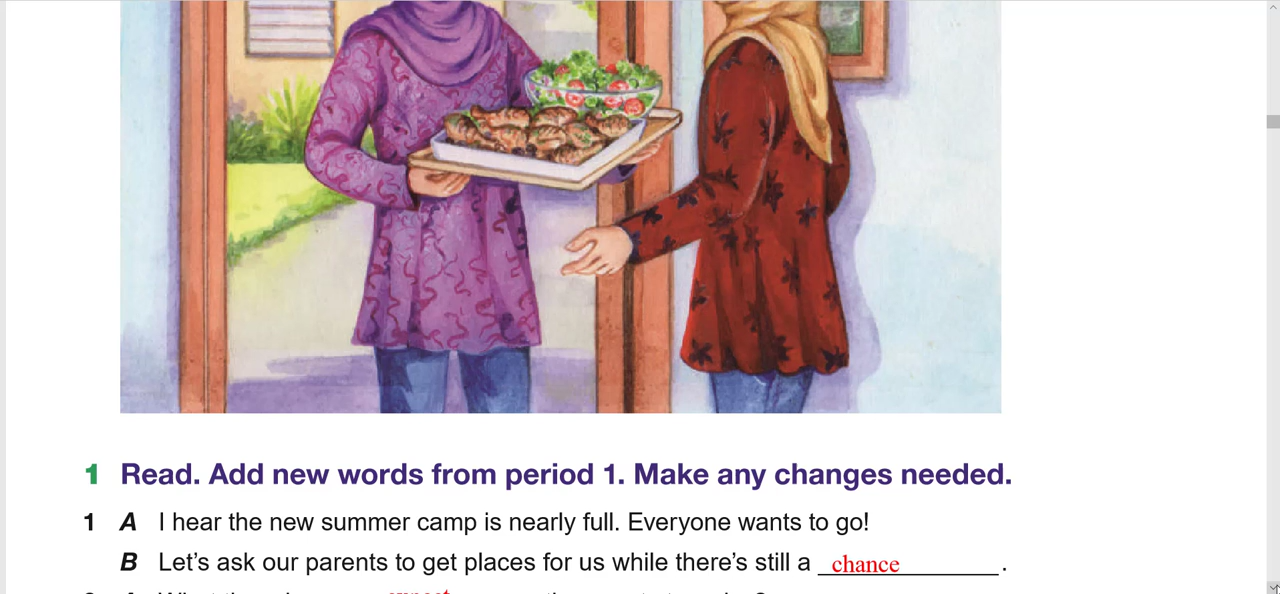 1 Read. Add new words from period 1. Make any changes needed.
1 A I hear the new summer camp is nearly full. Everyone wants to go!
B Let's ask our parents to get places for us while there's still a chance.